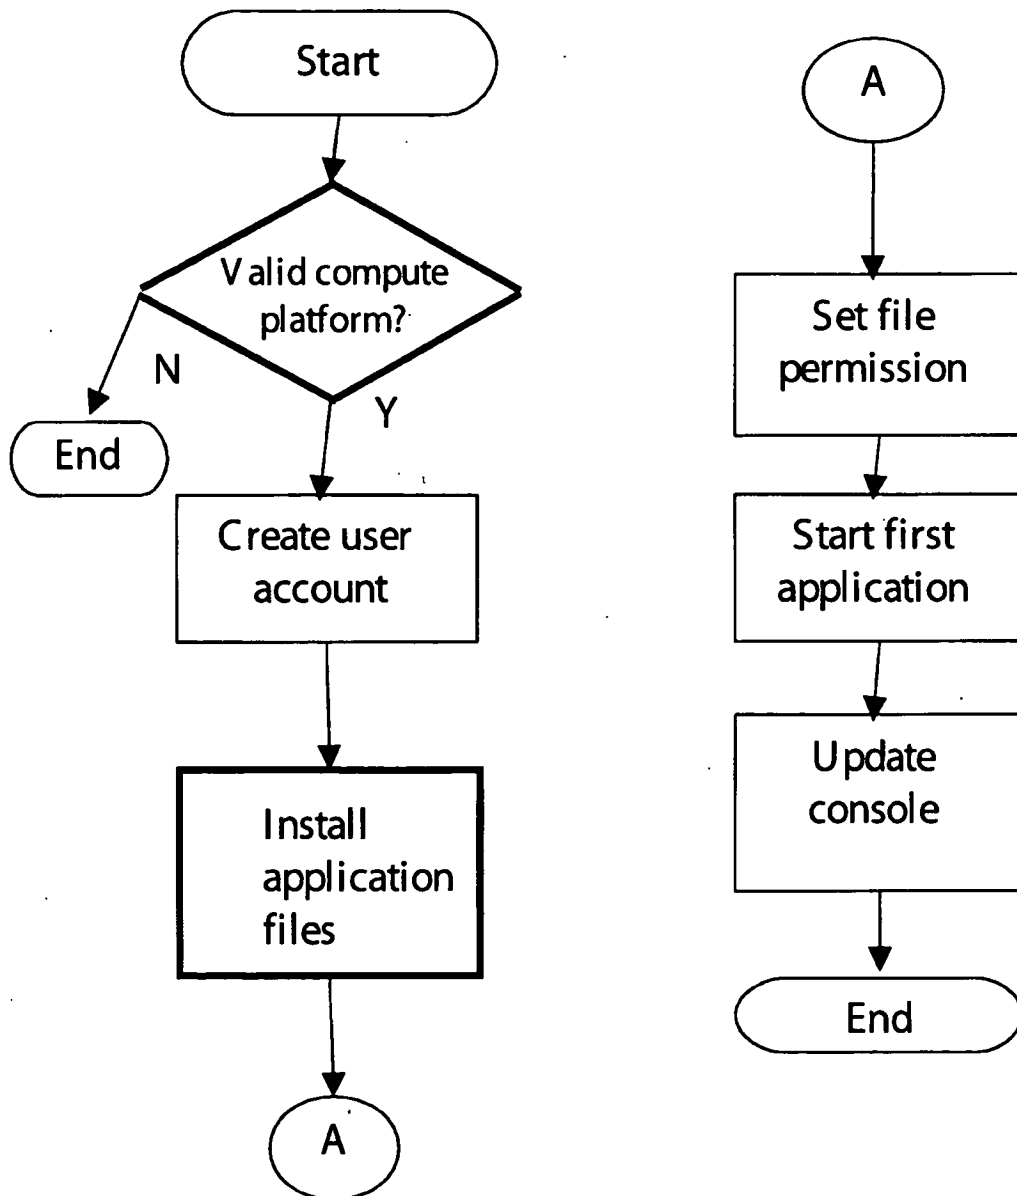 Start
Valid compute
platform?
N
Y
End
Create user
account
Install
application
files
A
A
Set file
permission
Start first
application
Update
console
End